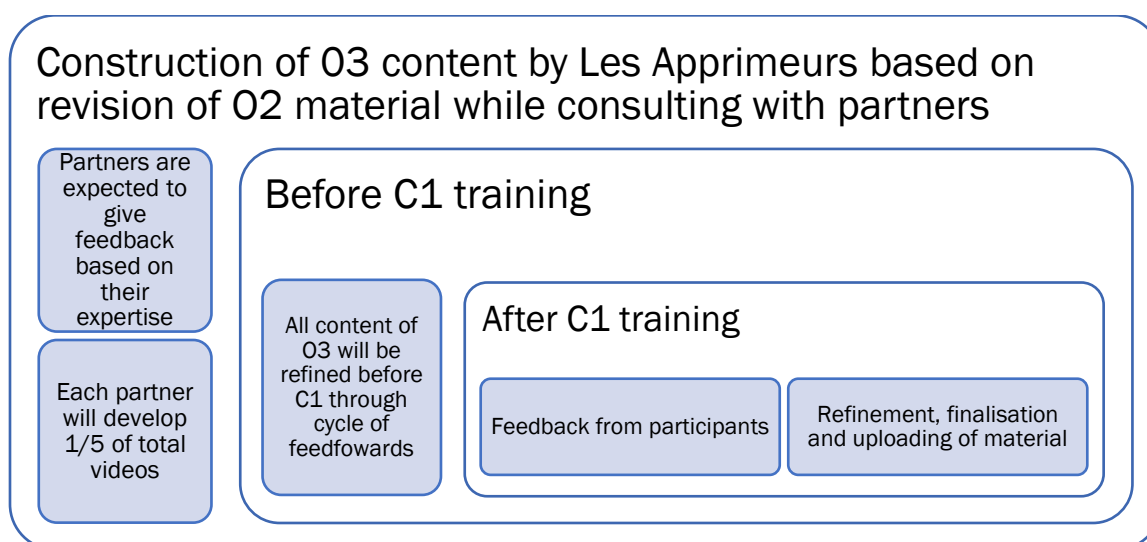 Construction of O3 content by Les Apprimeurs based on
revision of O2 material while consulting with partners
Partners are
expected to
give
feedback
based on
their
expertise
Each partner
will develop
1/5 of total
videos
Before C1 training
All content of
O3 will be
refined before
C1 through
cycle of
feedfowards
After C1 training
Feedback from participants
Refinement, finalisation
and uploading of material